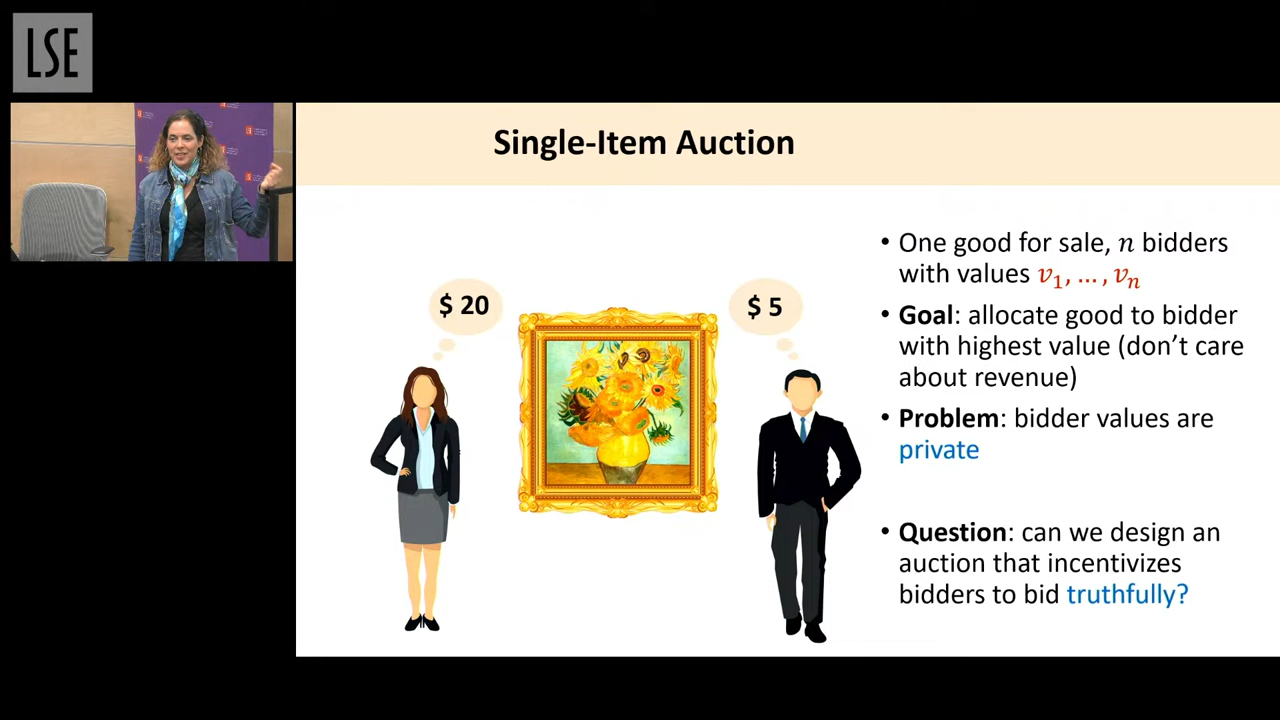 LSE
Single-Item Auction
$ 20
$ 5
• One good for sale, n bidders
with values v₁, … , vₙ
• Goal: allocate good to bidder
with highest value (don’t care
about revenue)
• Problem: bidder values are
private
• Question: can we design an
auction that incentivizes
bidders to bid truthfully?